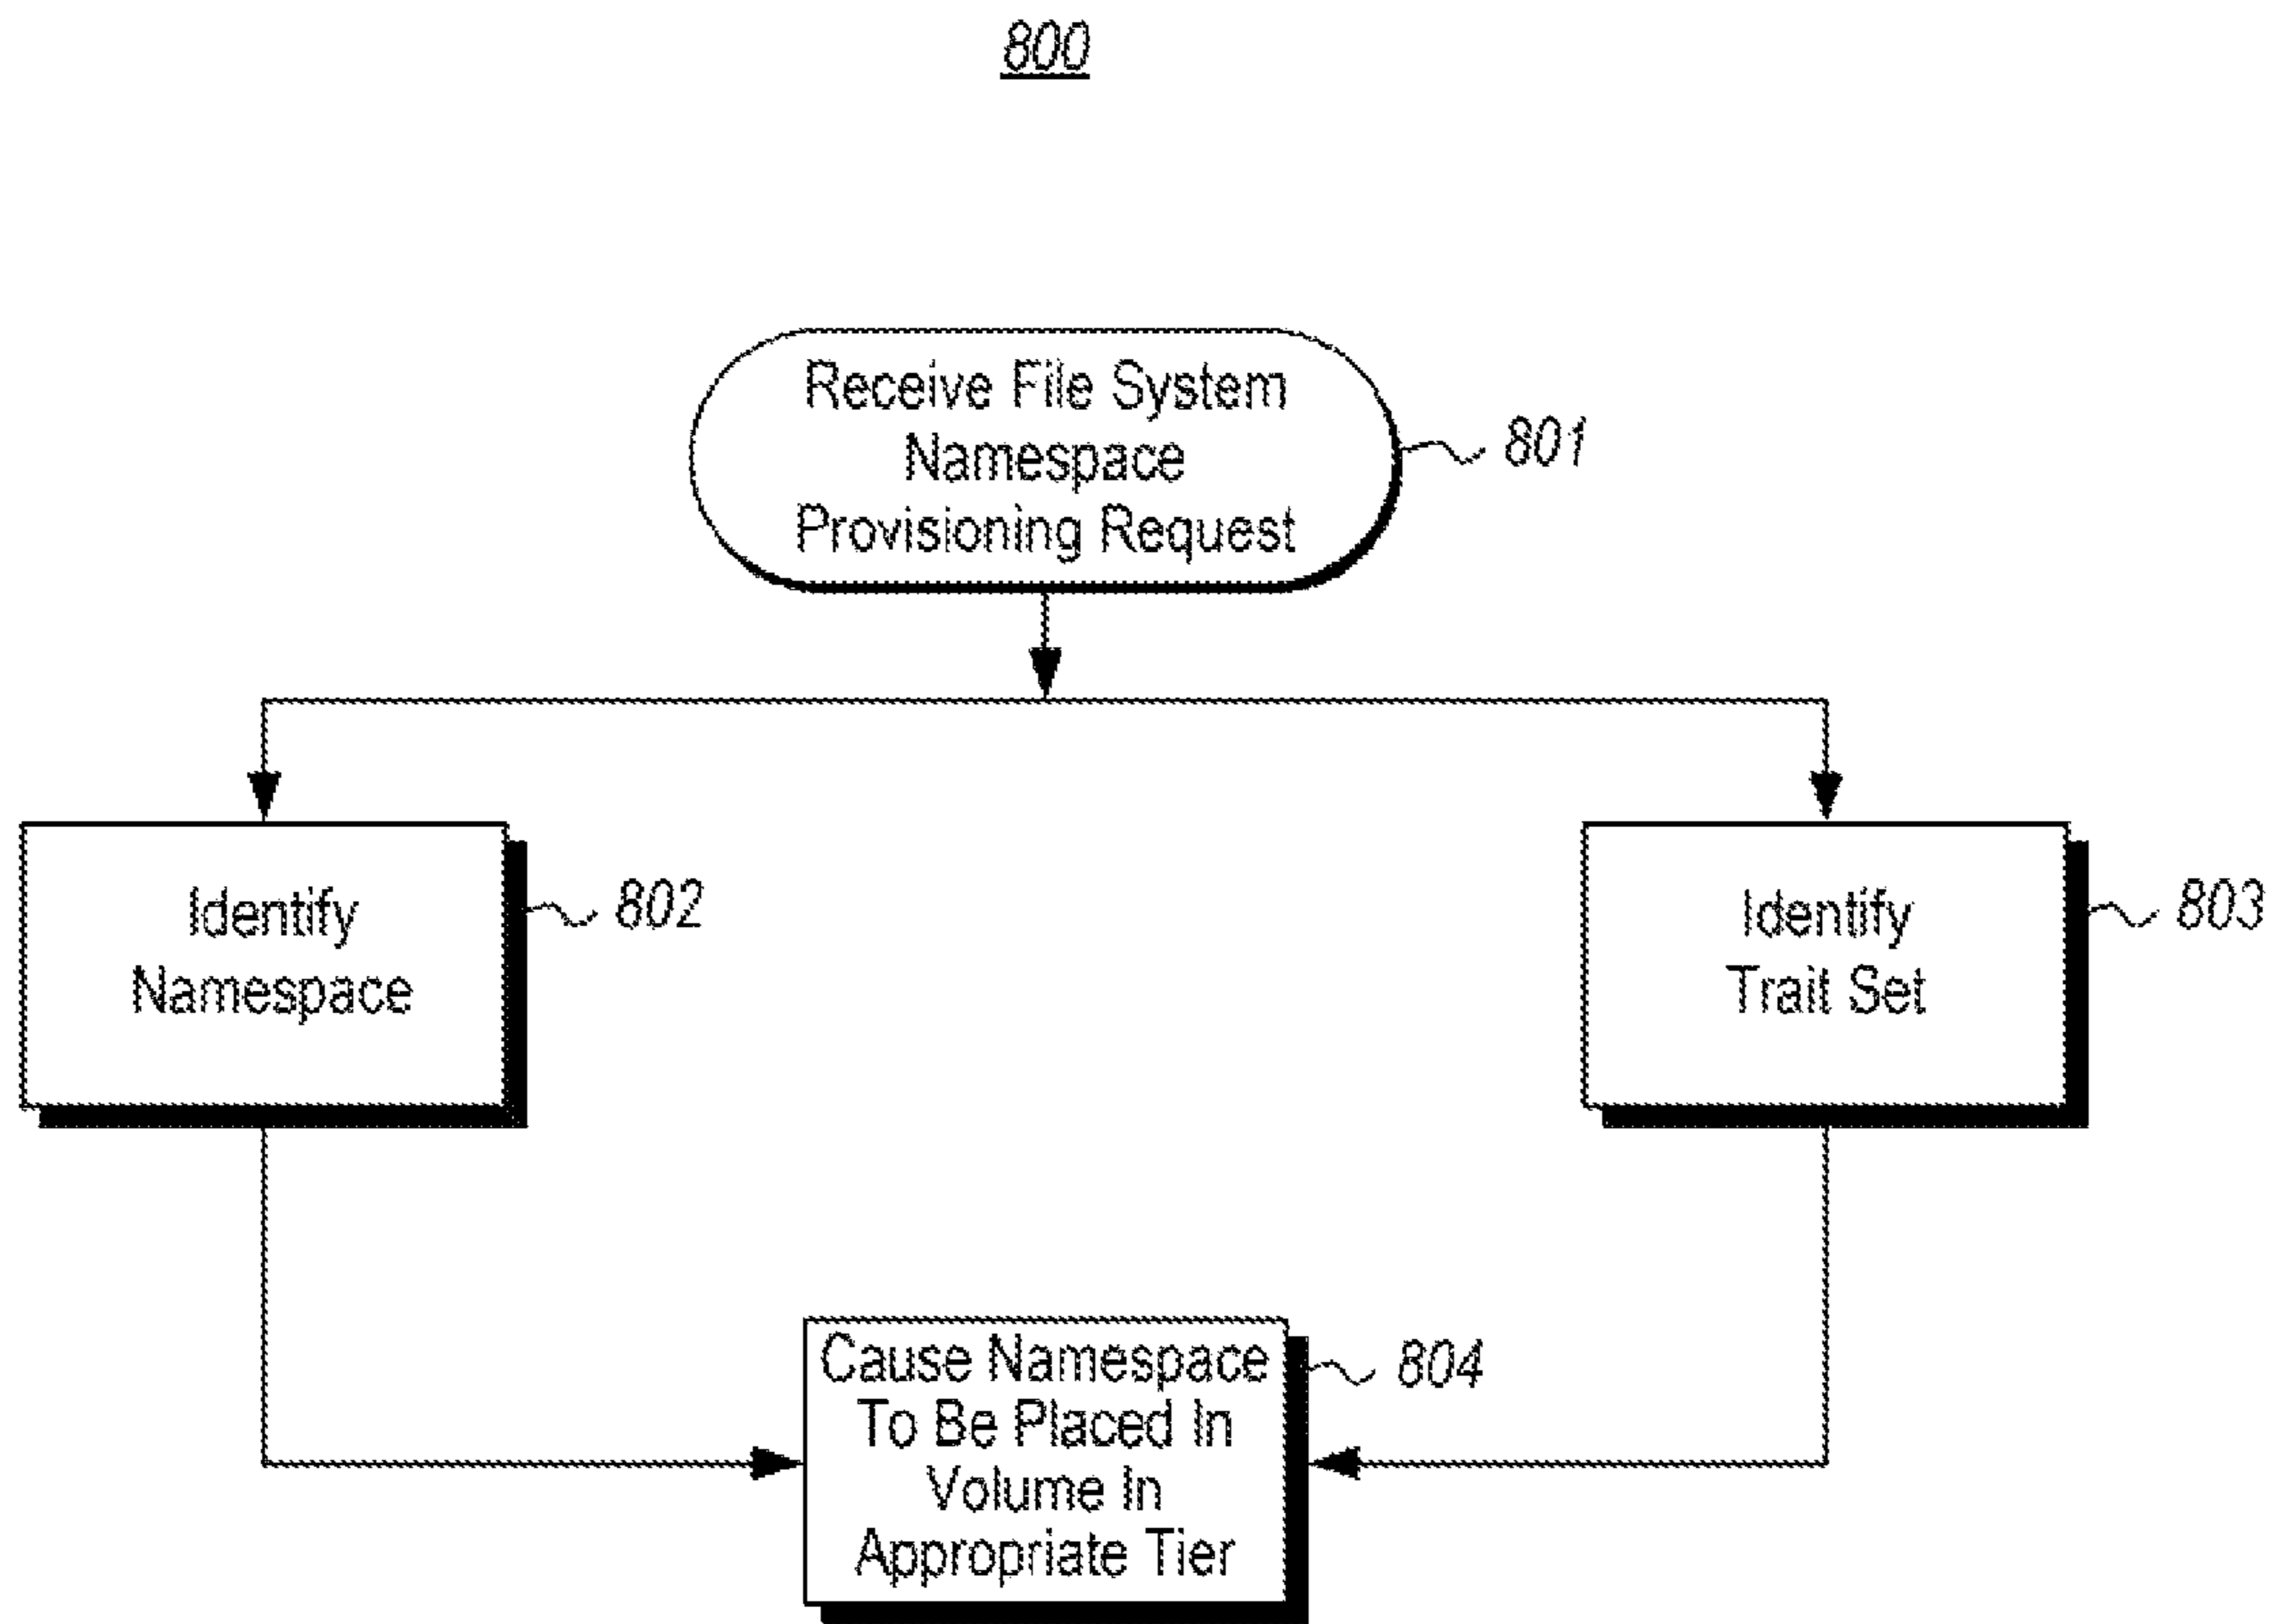 800
Receive File System
Namespace
Provisioning Request
801
Identify
Namespace
802
Identify
Trait Set
803
Cause Namespace
To Be Placed In
Volume In
Appropriate Tier
804